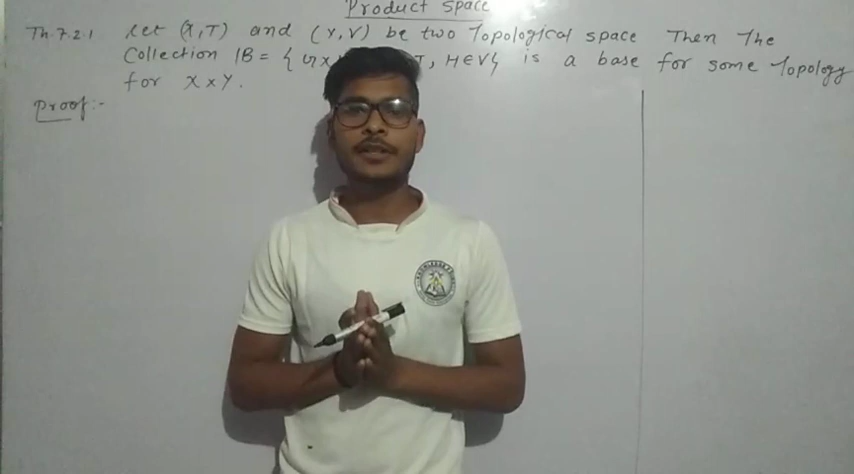 Product Space
Th. 7.2.1 Let (X,T) and (Y,V) be two Topological space Then The
Collection IB = { G x T, H∈V} is a base for some Topology
for X x Y.
Proof:-